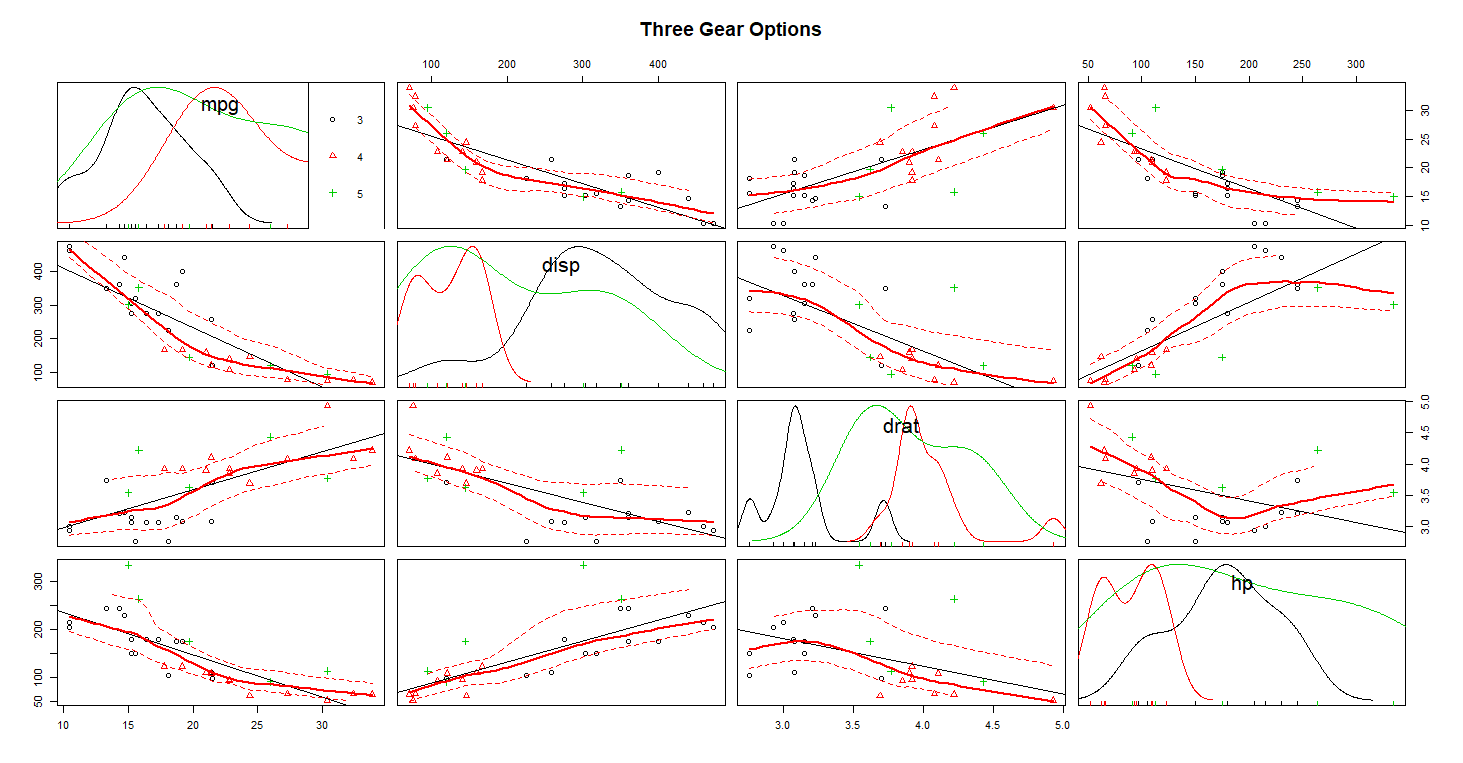 Three Gear Options
100 200 300 400
50 100 150 200 250 300
mpg
3
4
5
10 15 20 25 30
disp
100 200 300 400
drat
3.0 3.5 4.0 4.5 5.0
hp
50 100 200 300
10 15 20 25 30
3.0 3.5 4.0 4.5 5.0